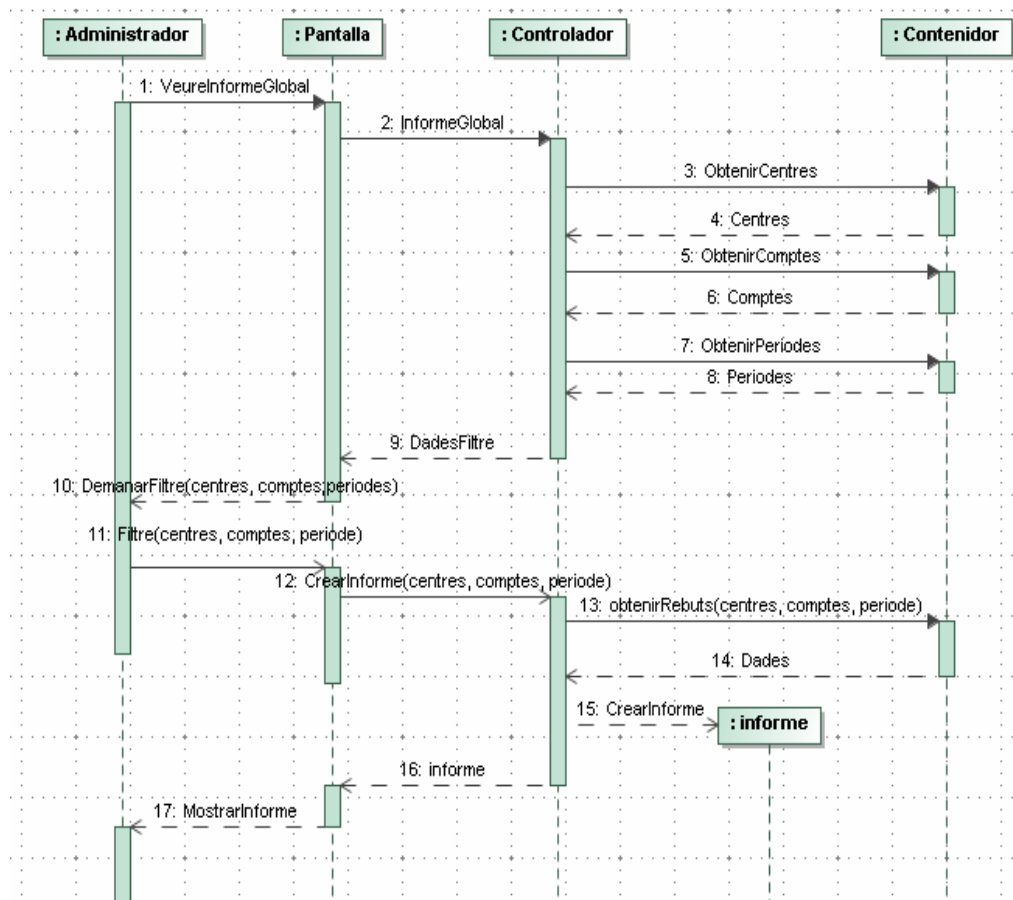 : Administrador
: Pantalla
: Controlador
: Contenidor
1: VeureInformeGlobal
2: InformeGlobal
3: ObtenirCentres
4: Centres
5: ObtenirComptes
6: Comptes
7: ObtenirPeríodes
8: Periodes
9: DadesFiltre
10: DemanarFiltre(centres, comptes,periodes)
11: Filtre(centres, comptes, periode)
12: CrearInforme(centres, comptes, periode)
13: obtenirRebuts(centres, comptes, periode)
14: Dades
15: CrearInforme
: informe
16: informe
17: MostrarInforme